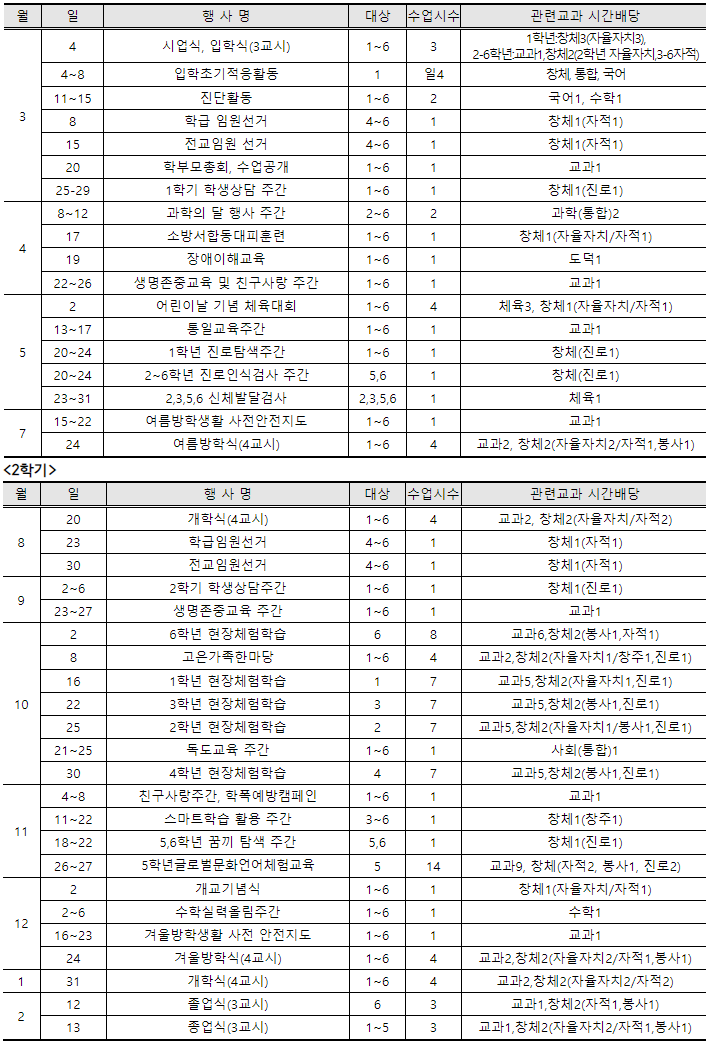 월 일 행 사 명 대상 수업시수 관련교과 시간배당
3 4 시업식, 입학식(3교시) 1~6 3 1학년:창체3(자율자치3),
2-6학년:교과1,창체2(2학년 자율자치,3-6자적)
4~8 입학초기적응활동 1 일4 창체, 통합, 국어
11~15 진단활동 1~6 2 국어1, 수학1
8 학급 임원선거 4~6 1 창체1(자적1)
15 전교임원 선거 4~6 1 창체1(자적1)
20 학부모총회, 수업공개 1~6 1 교과1
25-29 1학기 학생상담 주간 1~6 1 창체1(진로1)
4 8~12 과학의 달 행사 주간 2~6 2 과학(통합)2
17 소방서합동대피훈련 1~6 1 창체1(자율자치/자적1)
19 장애이해교육 1~6 1 도덕1
22~26 생명존중교육 및 친구사랑 주간 1~6 1 교과1
5 2 어린이날 기념 체육대회 1~6 4 체육3, 창체1(자율자치/자적1)
13~17 통일교육주간 1~6 1 교과1
20~24 1학년 진로탐색주간 1~6 1 창체(진로1)
20~24 2~6학년 진로인식검사 주간 5,6 1 창체(진로1)
23~31 2,3,5,6 신체발달검사 2,3,5,6 1 체육1
7 15~22 여름방학생활 사전안전지도 1~6 1 교과1
24 여름방학식(4교시) 1~6 4 교과2, 창체2(자율자치2/자적1,봉사1)
<2학기>
월 일 행 사 명 대상 수업시수 관련교과 시간배당
8 20 개학식(4교시) 1~6 4 교과2, 창체2(자율자치/자적2)
23 학급임원선거 4~6 1 창체1(자적1)
30 전교임원선거 4~6 1 창체1(자적1)
9 2~6 2학기 학생상담주간 1~6 1 창체1(진로1)
23~27 생명존중교육 주간 1~6 1 교과1
10 2 6학년 현장체험학습 6 8 교과6,창체2(봉사1,자적1)
8 고은가족한마당 1~6 4 교과2,창체2(자율자치1/창주1,진로1)
16 1학년 현장체험학습 1 7 교과5,창체2(자율자치1,진로1)
22 3학년 현장체험학습 3 7 교과5,창체2(봉사1,진로1)
25 2학년 현장체험학습 2 7 교과5,창체2(자율자치1/봉사1,진로1)
21~25 독도교육 주간 1~6 1 사회(통합)1
30 4학년 현장체험학습 4 7 교과5,창체2(봉사1,진로1)
11 4~8 친구사랑주간, 학폭예방캠페인 1~6 1 교과1
11~22 스마트학습 활용 주간 3~6 1 창체1(창주1)
18~22 5,6학년 꿈끼 탐색 주간 5,6 1 창체1(진로1)
26~27 5학년글로벌문화언어체험교육 5 14 교과9, 창체(자적2, 봉사1, 진로2)
12 2 개교기념식 1~6 1 창체1(자율자치/자적1)
2~6 수학실력올림주간 1~6 1 수학1
16~23 겨울방학생활 사전 안전지도 1~6 1 교과1
24 겨울방학식(4교시) 1~6 4 교과2,창체2(자율자치2/자적1,봉사1)
1 31 개학식(4교시) 1~6 4 교과2,창체2(자율자치2/자적2)
2 12 졸업식(3교시) 6 3 교과1,창체2(자적1,봉사1)
13 종업식(3교시) 1~5 3 교과1,창체2(자율자치2/자적1,봉사1)